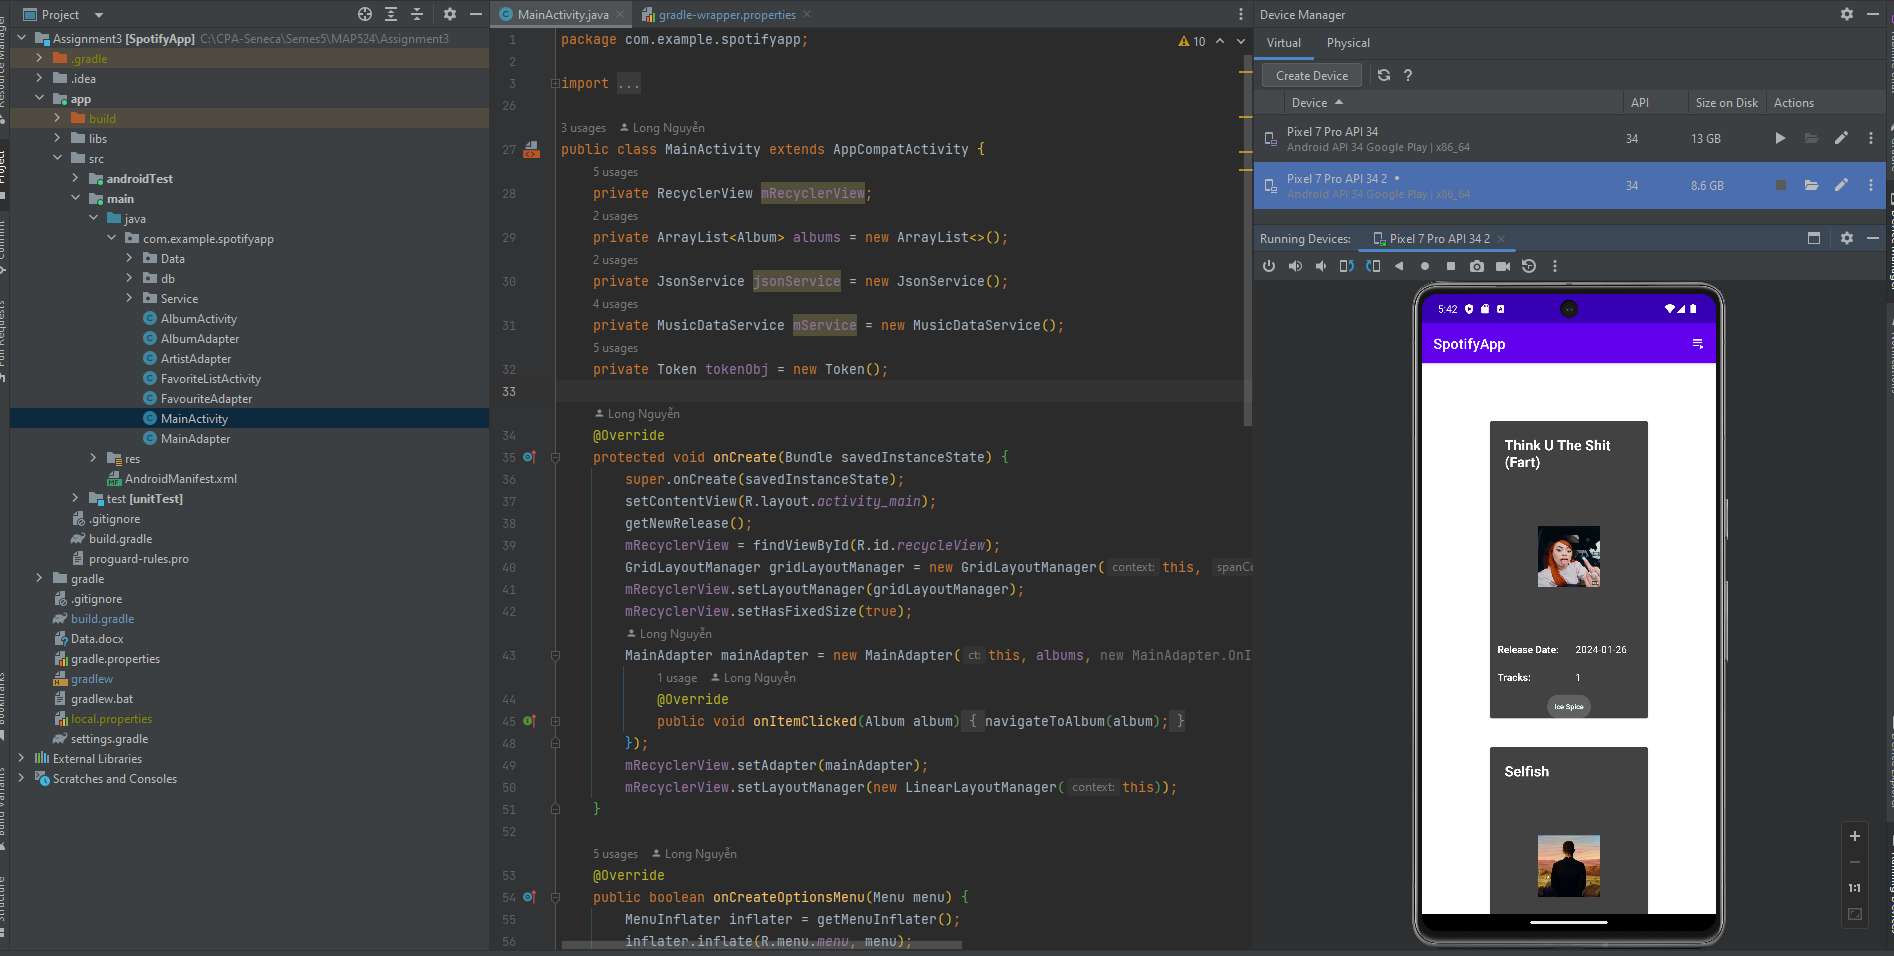 Project
Assignment3 [SpotifyApp] C:\CPA-Seneca\Semes5\MAP524\Assignment3
.gradle
.idea
app
build
libs
src
androidTest
main
java
com.example.spotifyapp
Data
db
Service
AlbumActivity
AlbumAdapter
ArtistAdapter
FavoriteListActivity
FavouriteAdapter
MainActivity
MainAdapter
res
AndroidManifest.xml
test [unitTest]
.gitignore
build.gradle
proguard-rules.pro
gradle
.gitignore
build.gradle
Data.docx
gradle.properties
gradlew
gradlew.bat
local.properties
settings.gradle
External Libraries
Scratches and Consoles
MainActivity.java
gradle-wrapper.properties
10
1 package com.example.spotifyapp;
2
3 import ...
26
3 usages Long Nguyễn
27 public class MainActivity extends AppCompatActivity {
5 usages
28 private RecyclerView mRecyclerView;
2 usages
29 private ArrayList<Album> albums = new ArrayList<>();
2 usages
30 private JsonService jsonService = new JsonService();
4 usages
31 private MusicDataService mService = new MusicDataService();
5 usages
32 private Token tokenObj = new Token();
33
Long Nguyễn
34 @Override
35 protected void onCreate(Bundle savedInstanceState) {
36 super.onCreate(savedInstanceState);
37 setContentView(R.layout.activity_main);
38 getNewRelease();
39 mRecyclerView = findViewById(R.id.recycleView);
40 GridLayoutManager gridLayoutManager = new GridLayoutManager( context: this, spanCo
41 mRecyclerView.setLayoutManager(gridLayoutManager);
42 mRecyclerView.setHasFixedSize(true);
Long Nguyễn
43 MainAdapter mainAdapter = new MainAdapter( ct: this, albums, new MainAdapter.OnI
1 usage Long Nguyễn
44 @Override
45 public void onItemClicked(Album album) { navigateToAlbum(album); }
48 });
49 mRecyclerView.setAdapter(mainAdapter);
50 mRecyclerView.setLayoutManager(new LinearLayoutManager( context: this));
51 }
52
5 usages Long Nguyễn
53 @Override
54 public boolean onCreateOptionsMenu(Menu menu) {
55 MenuInflater inflater = getMenuInflater();
56 inflater.inflate(R.menu.menu, menu);
Device Manager
Virtual Physical
Create Device ?
Device API Size on Disk Actions
Pixel 7 Pro API 34 34 13 GB
Android API 34 Google Play | x86_64
Pixel 7 Pro API 34 2 • 34 8.6 GB
Android API 34 Google Play | x86_64
Running Devices: Pixel 7 Pro API 34 2
5:42
SpotifyApp
Think U The Shit
(Fart)
Release Date: 2024-01-26
Tracks: 1
Ice Spice
Selfish
1:1